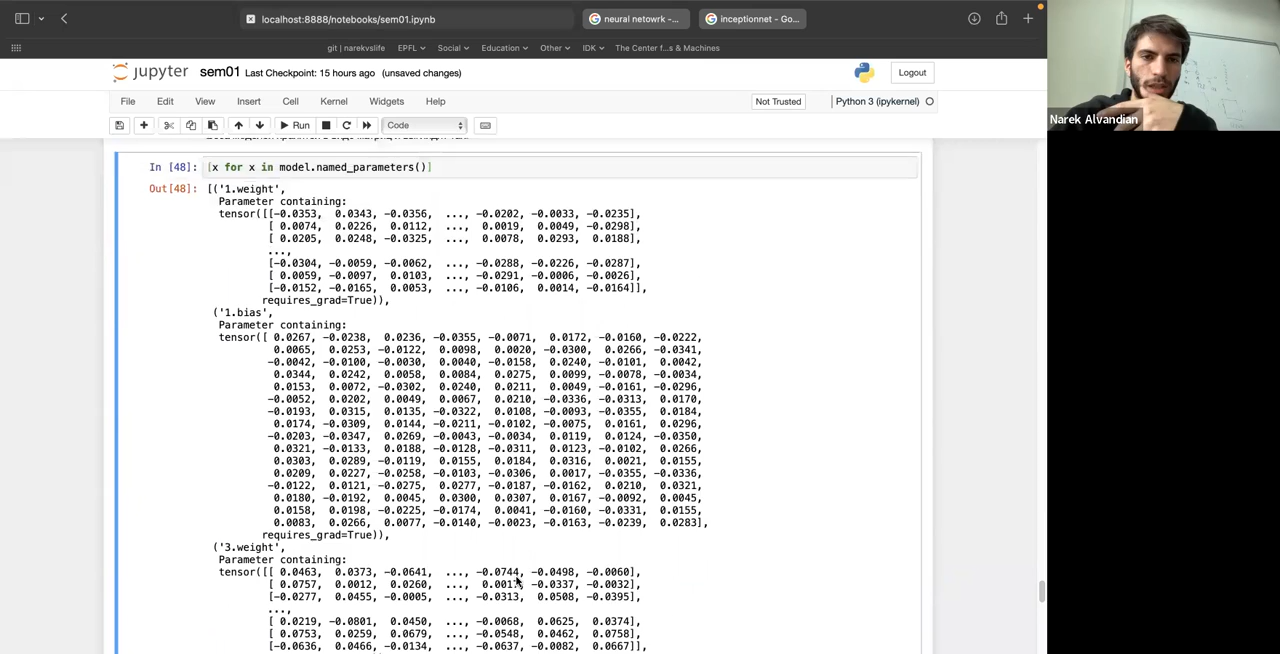 localhost:8888/notebooks/sem01.ipynb
neural netowrk -...
inceptionnet - Go...
git | narekvslife
EPFL
Social
Education
Other
IDK
The Center f...s & Machines
jupyter sem01 Last Checkpoint: 15 hours ago (unsaved changes)
Logout
File Edit View Insert Cell Kernel Widgets Help
Not Trusted
Python 3 (ipykernel)
Run
Code
In [48]: [x for x in model.named_parameters()]
Out[48]: [('1.weight',
Parameter containing:
tensor([[-0.0353, 0.0343, -0.0356, ..., -0.0202, -0.0033, -0.0235],
[ 0.0074, 0.0226, 0.0112, ..., 0.0019, 0.0049, -0.0298],
[ 0.0205, 0.0248, -0.0325, ..., 0.0078, 0.0293, 0.0188],
...,
[-0.0304, -0.0059, -0.0062, ..., -0.0288, -0.0226, -0.0287],
[ 0.0059, -0.0097, 0.0103, ..., -0.0291, -0.0006, -0.0026],
[-0.0152, -0.0165, 0.0053, ..., -0.0106, 0.0014, -0.0164]],
requires_grad=True)),
('1.bias',
Parameter containing:
tensor([ 0.0267, -0.0238, 0.0236, -0.0355, -0.0071, 0.0172, -0.0160, -0.0222,
0.0065, 0.0253, -0.0122, 0.0098, 0.0020, -0.0300, 0.0266, -0.0341,
-0.0042, -0.0100, -0.0030, 0.0040, -0.0158, 0.0240, -0.0101, 0.0042,
0.0344, 0.0242, 0.0058, 0.0084, 0.0275, 0.0099, -0.0078, -0.0034,
0.0153, 0.0072, -0.0302, 0.0240, 0.0211, 0.0049, -0.0161, -0.0296,
-0.0052, 0.0202, 0.0049, 0.0067, 0.0210, -0.0336, -0.0313, 0.0170,
-0.0193, 0.0315, 0.0135, -0.0322, 0.0108, -0.0093, -0.0355, 0.0184,
0.0174, -0.0309, 0.0144, -0.0211, -0.0102, -0.0075, 0.0161, 0.0296,
-0.0203, -0.0347, 0.0269, -0.0043, -0.0034, 0.0119, 0.0124, -0.0350,
0.0321, -0.0133, 0.0188, -0.0128, -0.0311, 0.0123, -0.0102, 0.0266,
0.0303, 0.0289, -0.0119, 0.0155, 0.0184, 0.0316, 0.0021, 0.0155,
0.0209, 0.0227, -0.0258, -0.0103, -0.0306, 0.0017, -0.0355, -0.0336,
-0.0122, 0.0121, -0.0275, 0.0277, -0.0187, -0.0162, 0.0210, 0.0321,
0.0180, -0.0192, 0.0045, 0.0300, 0.0307, 0.0167, -0.0092, 0.0045,
0.0158, 0.0198, -0.0225, -0.0174, 0.0041, -0.0160, -0.0331, 0.0155,
0.0083, 0.0266, 0.0077, -0.0140, -0.0023, -0.0163, -0.0239, 0.0283],
requires_grad=True)),
('3.weight',
Parameter containing:
tensor([[ 0.0463, 0.0373, -0.0641, ..., -0.0744, -0.0498, -0.0060],
[ 0.0757, 0.0012, 0.0260, ..., -0.0337, -0.0032],
[-0.0277, 0.0455, -0.0005, ..., -0.0313, 0.0508, -0.0395],
...,
[ 0.0219, -0.0801, 0.0450, ..., -0.0068, 0.0625, 0.0374],
[ 0.0753, 0.0259, 0.0679, ..., -0.0548, 0.0462, 0.0758],
[-0.0636, 0.0466, -0.0134, ..., -0.0637, -0.0082, 0.0667]],
Narek Alvandian